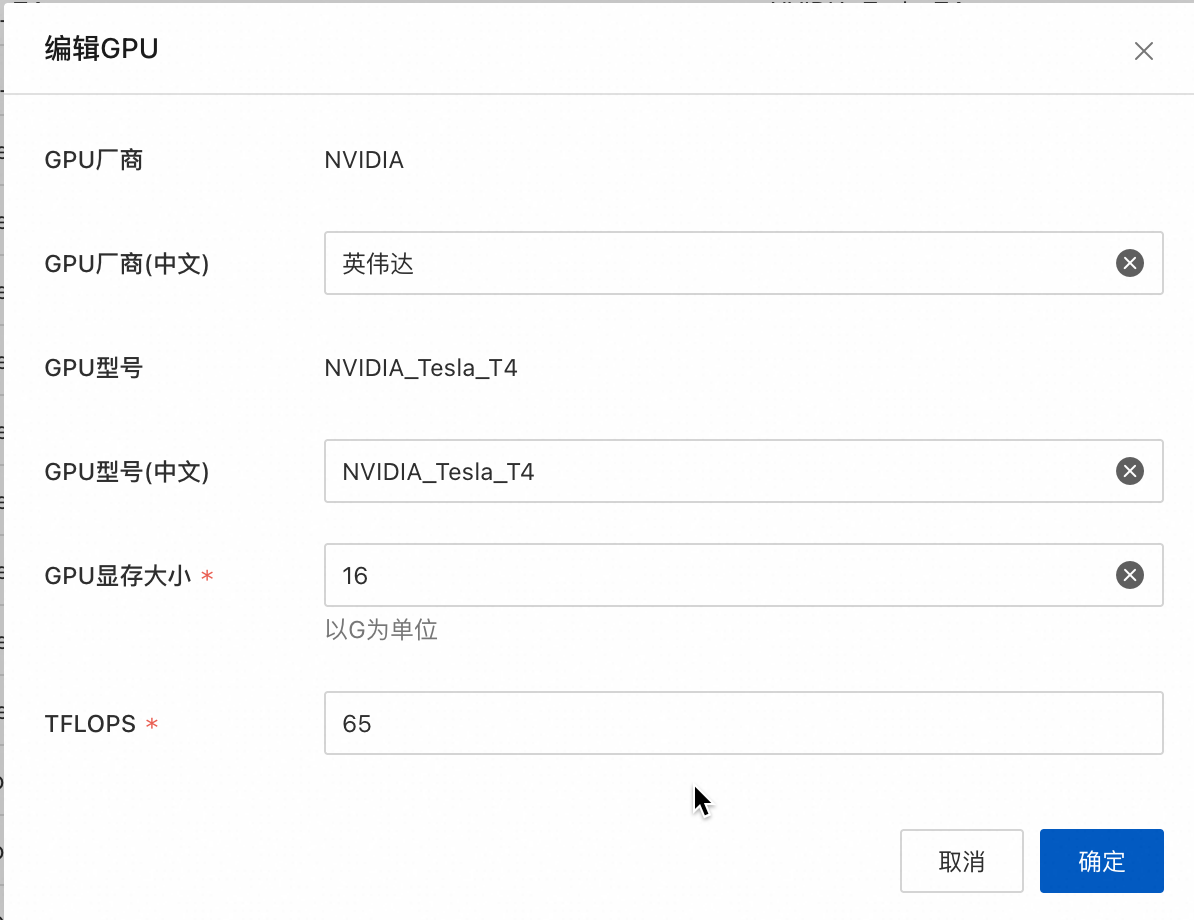 编辑GPU
GPU厂商 NVIDIA
GPU厂商(中文) 英伟达
GPU型号 NVIDIA_Tesla_T4
GPU型号(中文) NVIDIA_Tesla_T4
GPU显存大小 * 16
以G为单位
TFLOPS * 65
取消 确定